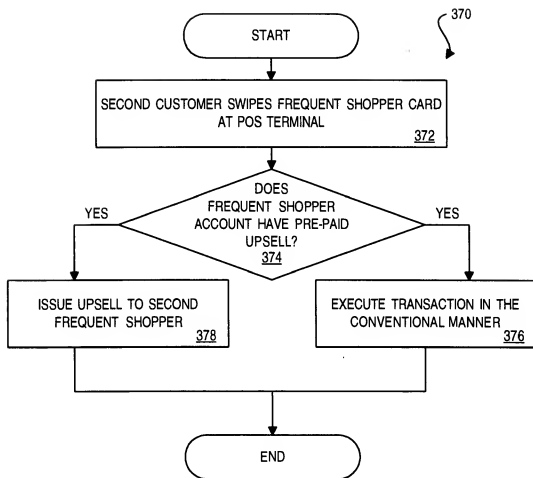 START
370
SECOND CUSTOMER SWIPES FREQUENT SHOPPER CARD
AT POS TERMINAL
372
DOES
FREQUENT SHOPPER
ACCOUNT HAVE PRE-PAID
UPSELL?
374
YES
YES
ISSUE UPSELL TO SECOND
FREQUENT SHOPPER
378
EXECUTE TRANSACTION IN THE
CONVENTIONAL MANNER
376
END